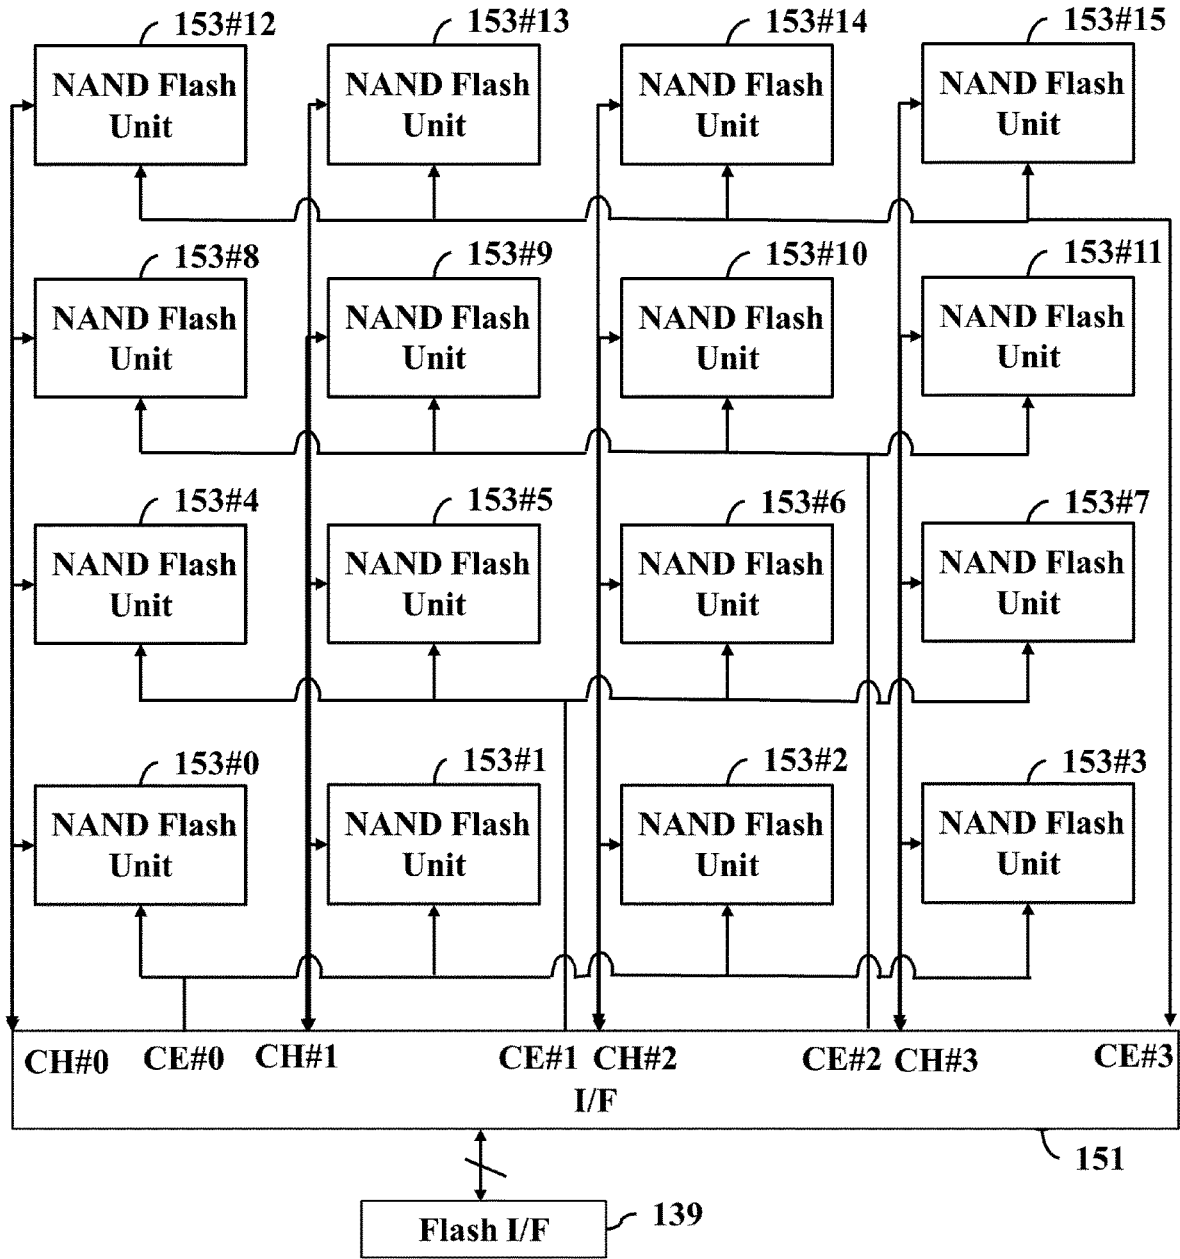 153#12 153#13 153#14 153#15
NAND Flash NAND Flash NAND Flash NAND Flash
Unit Unit Unit Unit
153#8 153#9 153#10 153#11
NAND Flash NAND Flash NAND Flash NAND Flash
Unit Unit Unit Unit
153#4 153#5 153#6 153#7
NAND Flash NAND Flash NAND Flash NAND Flash
Unit Unit Unit Unit
153#0 153#1 153#2 153#3
NAND Flash NAND Flash NAND Flash NAND Flash
Unit Unit Unit Unit
CH#0 CE#0 CH#1 CE#1 CH#2 CE#2 CH#3 CE#3
I/F
151
Flash I/F 139